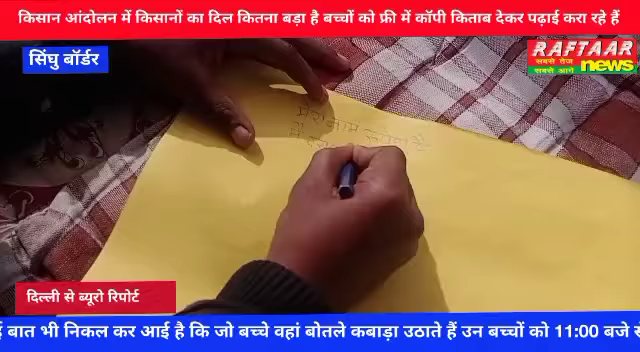 किसान आंदोलन में किसानों का दिल कितना बड़ा है बच्चों को फ्री में कॉपी किताब देकर पढ़ाई करा रहे हैं
सिंघु बॉर्डर
RAFTAAR
सबसे तेज
सबसे आगे
news
मेरा नाम
है
मैं
दिल्ली से ब्यूरो रिपोर्ट
बात भी निकल कर आई है कि जो बच्चे वहां बोतले कबाड़ा उठाते हैं उन बच्चों को 11:00 बजे से